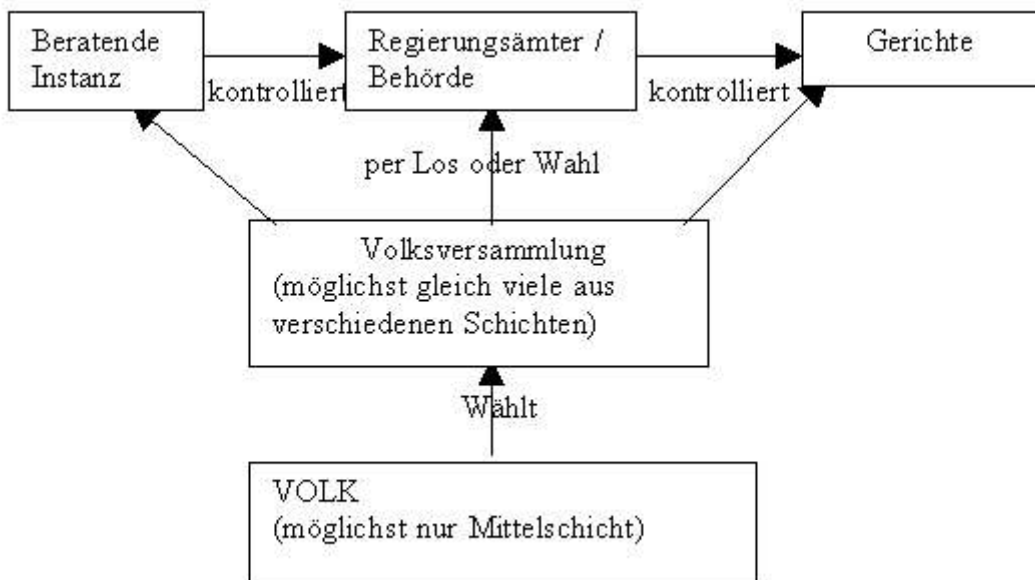 Beratende
Instanz
kontrolliert
Regierungsämter /
Behörde
kontrolliert
Gerichte
per Los oder Wahl
Volksversammlung
(möglichst gleich viele aus
verschiedenen Schichten)
Wählt
VOLK
(möglichst nur Mittelschicht)